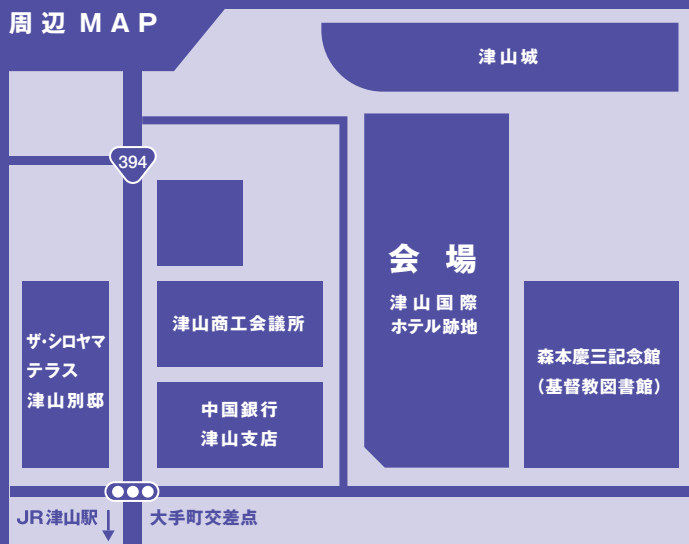 周辺 MAP
津山城
394
会場
津山国際
ホテル跡地
津山商工会議所
ザ・シロヤマ
テラス
津山別邸
森本慶三記念館
（基督教図書館）
中国銀行
津山支店
JR津山駅
大手町交差点